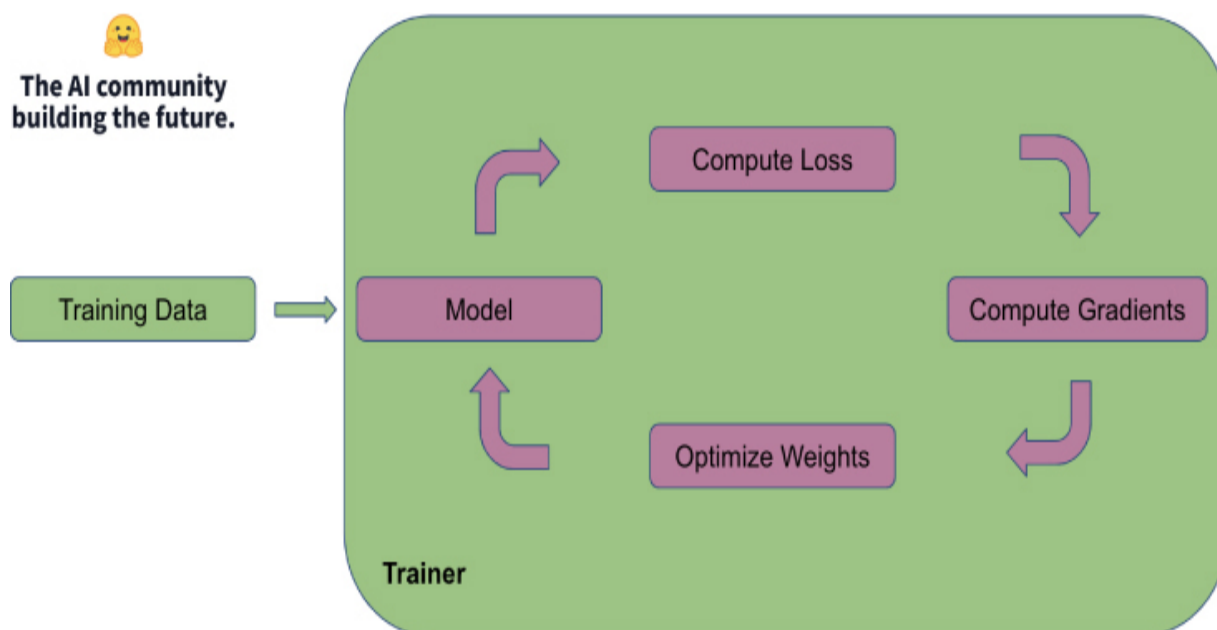 The AI community
building the future.
Compute Loss
Training Data
Model
Compute Gradients
Optimize Weights
Trainer